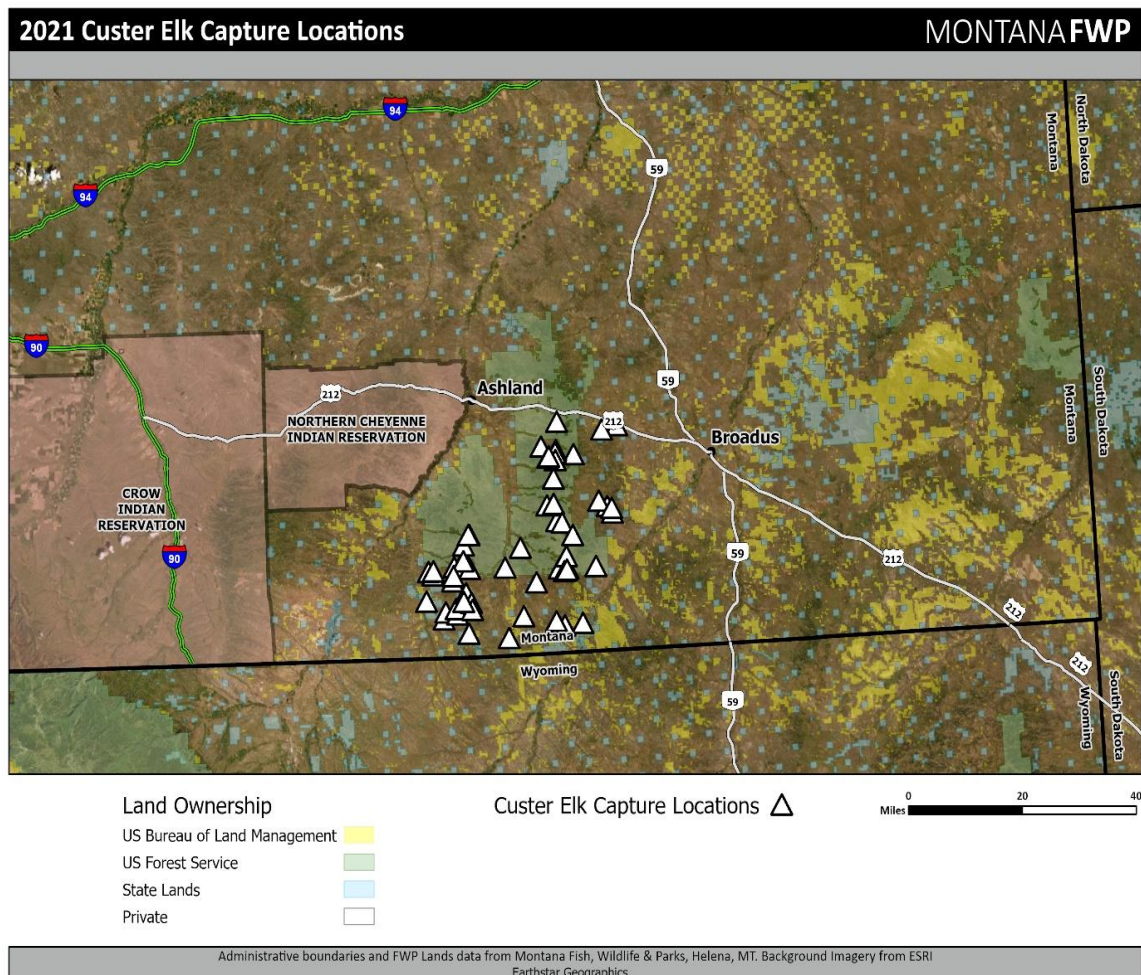 2021 Custer Elk Capture Locations
MONTANA FWP
94
94
59
North Dakota
Montana
90
212
Ashland
59
Montana
South Dakota
NORTHERN CHEYENNE
INDIAN RESERVATION
212
Broadus
CROW
INDIAN
RESERVATION
90
59
212
212
Montana
Wyoming
212
59
Wyoming
South Dakota
Land Ownership
US Bureau of Land Management
US Forest Service
State Lands
Private
Custer Elk Capture Locations
0 20 40
Miles
Administrative boundaries and FWP Lands data from Montana Fish, Wildlife & Parks, Helena, MT. Background Imagery from ESRI
Earthstar Geographics